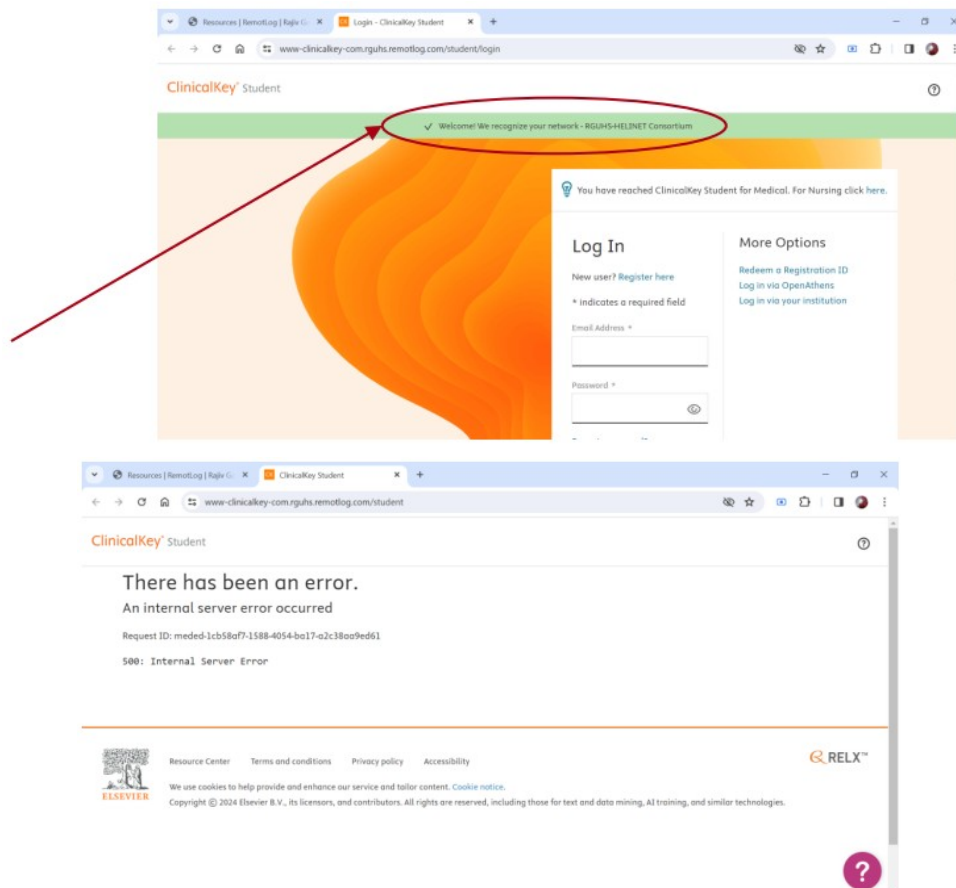 Resources | RemotLog | Rajiv G
Login - ClinicalKey Student
www-clinicalkey-com.rguhs.remotlog.com/student/login
ClinicalKey® Student
✓ Welcome! We recognize your network - RGUHS-HELINET Consortium
You have reached ClinicalKey Student for Medical. For Nursing click here.
Log In
New user? Register here
* indicates a required field
Email Address *
Password *
More Options
Redeem a Registration ID
Log in via OpenAthens
Log in via your institution
Resources | RemotLog | Rajiv G
ClinicalKey Student
www-clinicalkey-com.rguhs.remotlog.com/student
ClinicalKey® Student
There has been an error.
An internal server error occurred
Request ID: meded-1cb58af7-1588-4054-ba17-a2c38aa9ed61
500: Internal Server Error
ELSEVIER
Resource Center Terms and conditions Privacy policy Accessibility
We use cookies to help provide and enhance our service and tailor content. Cookie notice.
Copyright © 2024 Elsevier B.V., its licensors, and contributors. All rights are reserved, including those for text and data mining, AI training, and similar technologies.
RELX™
?